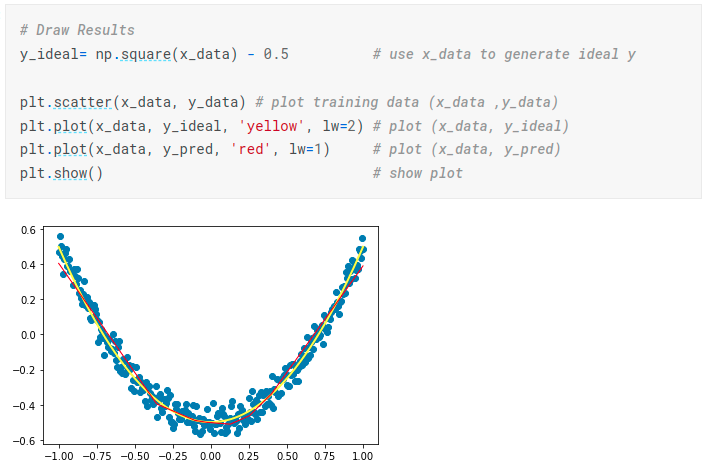 # Draw Results
y_ideal= np.square(x_data) - 0.5 # use x_data to generate ideal y
plt.scatter(x_data, y_data) # plot training data (x_data ,y_data)
plt.plot(x_data, y_ideal, 'yellow', lw=2) # plot (x_data, y_ideal)
plt.plot(x_data, y_pred, 'red', lw=1) # plot (x_data, y_pred)
plt.show() # show plot
0.6
0.4
0.2
0.0
−0.2
−0.4
−0.6
−1.00 −0.75 −0.50 −0.25 0.00 0.25 0.50 0.75 1.00